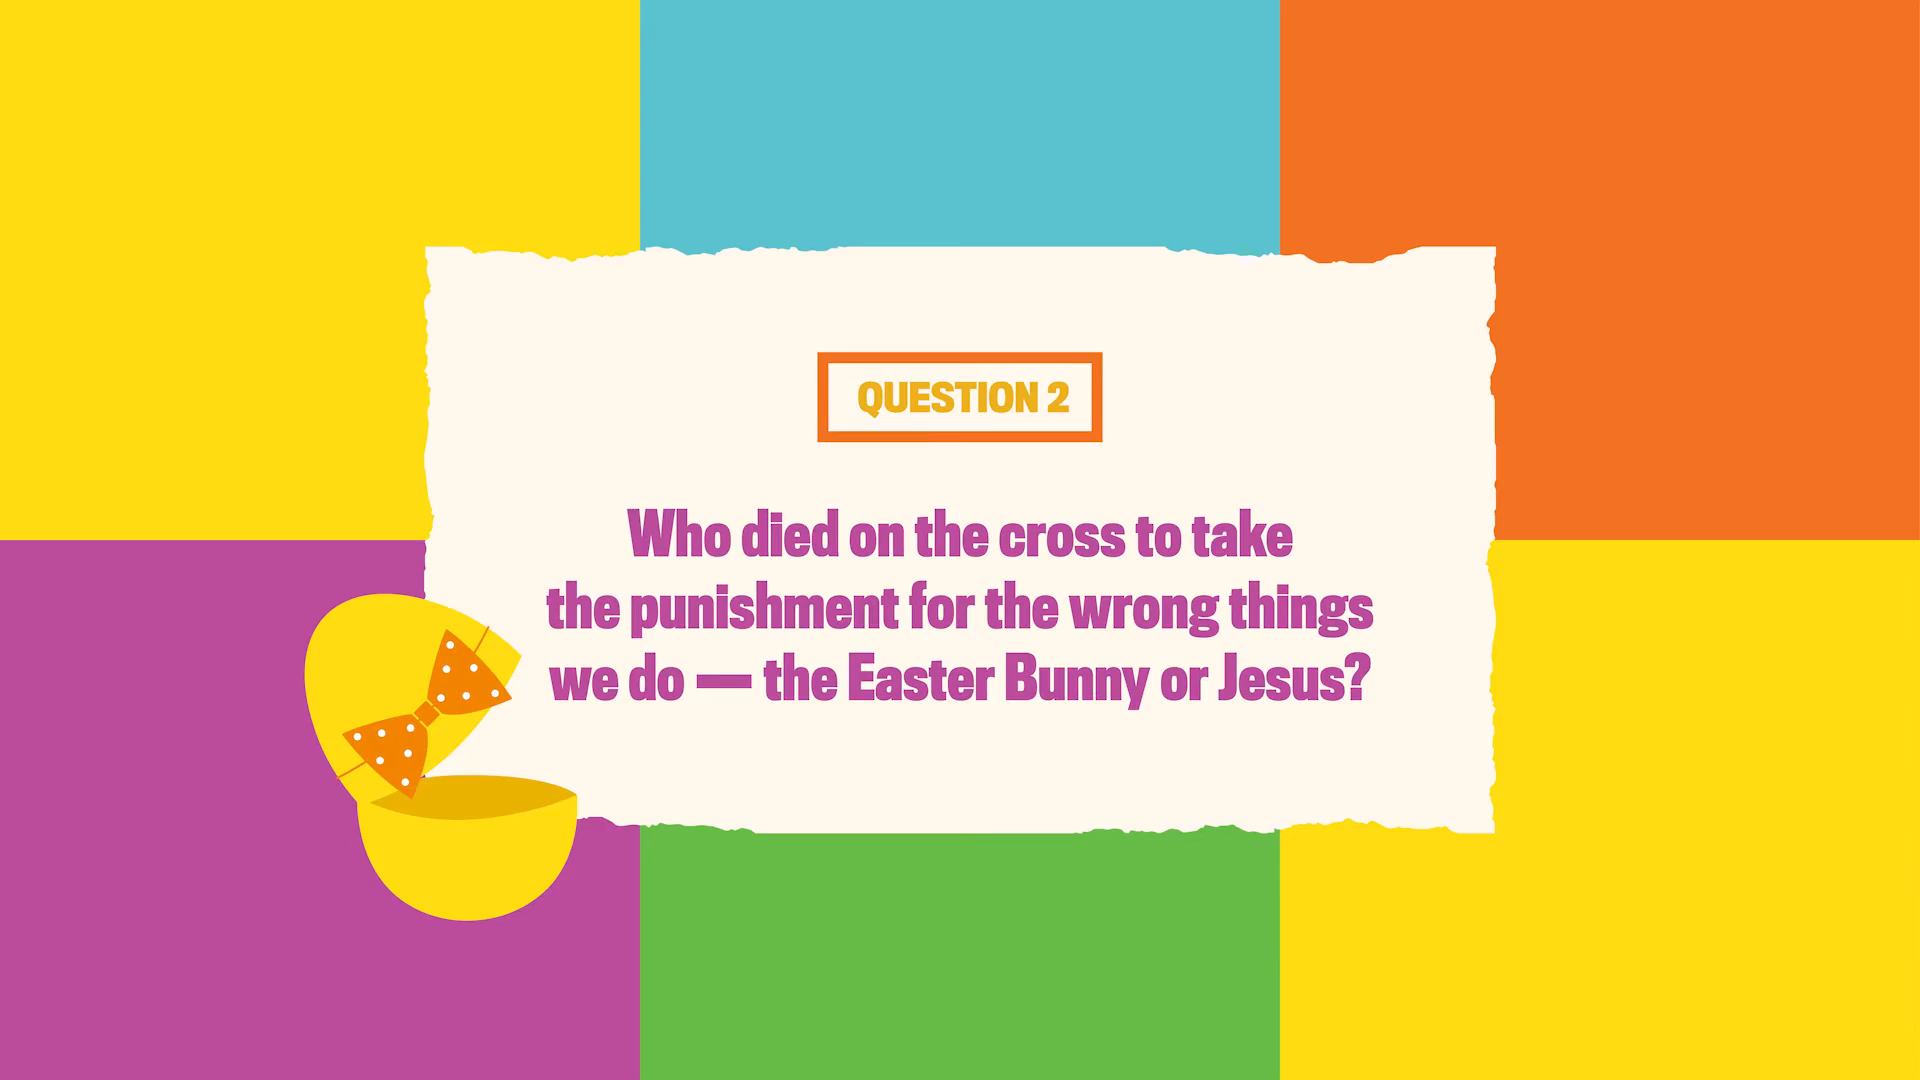 QUESTION 2
Who died on the cross to take
the punishment for the wrong things
we do — the Easter Bunny or Jesus?